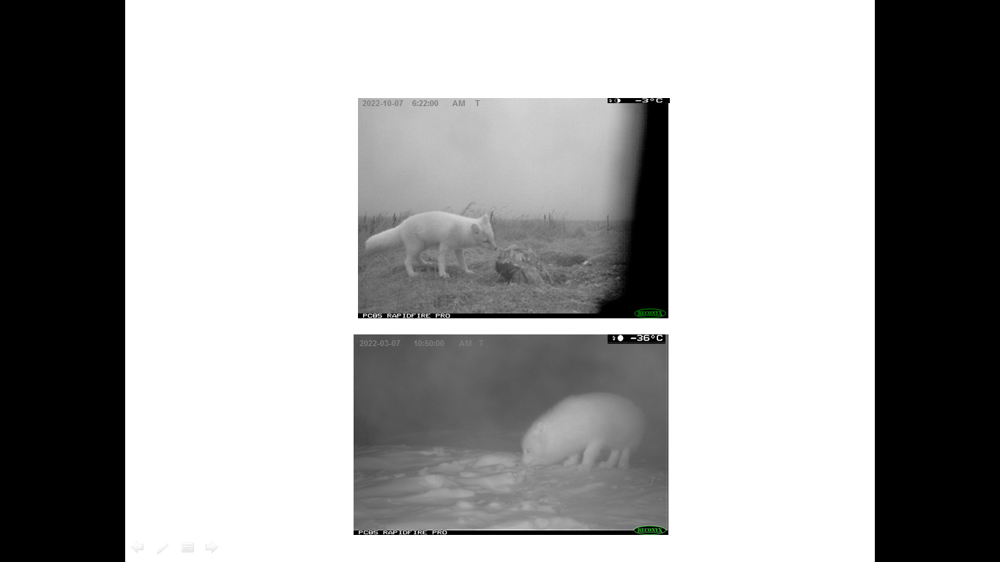 2022-10-07 6:22:00 AM T
-3°C
PC85 RAPIDFIRE PRO
RECONYX
2022-03-07 10:50:00 AM T
-36°C
PC85 RAPIDFIRE PRO
RECONYX